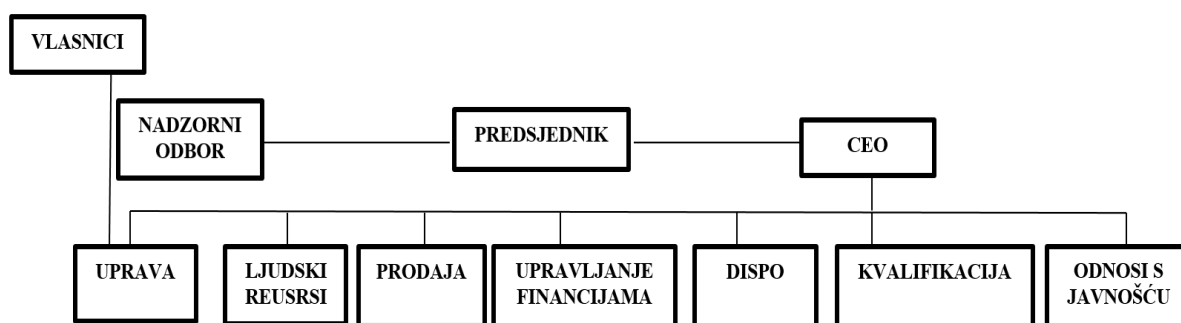 VLASNICI
NADZORNI
ODBOR
PREDSJEDNIK
CEO
UPRAVA
LJUDSKI
REUSRSI
PRODAJA
UPRAVLJANJE
FINANCIJAMA
DISPO
KVALIFIKACIJA
ODNOSI S
JAVNOŠĆU